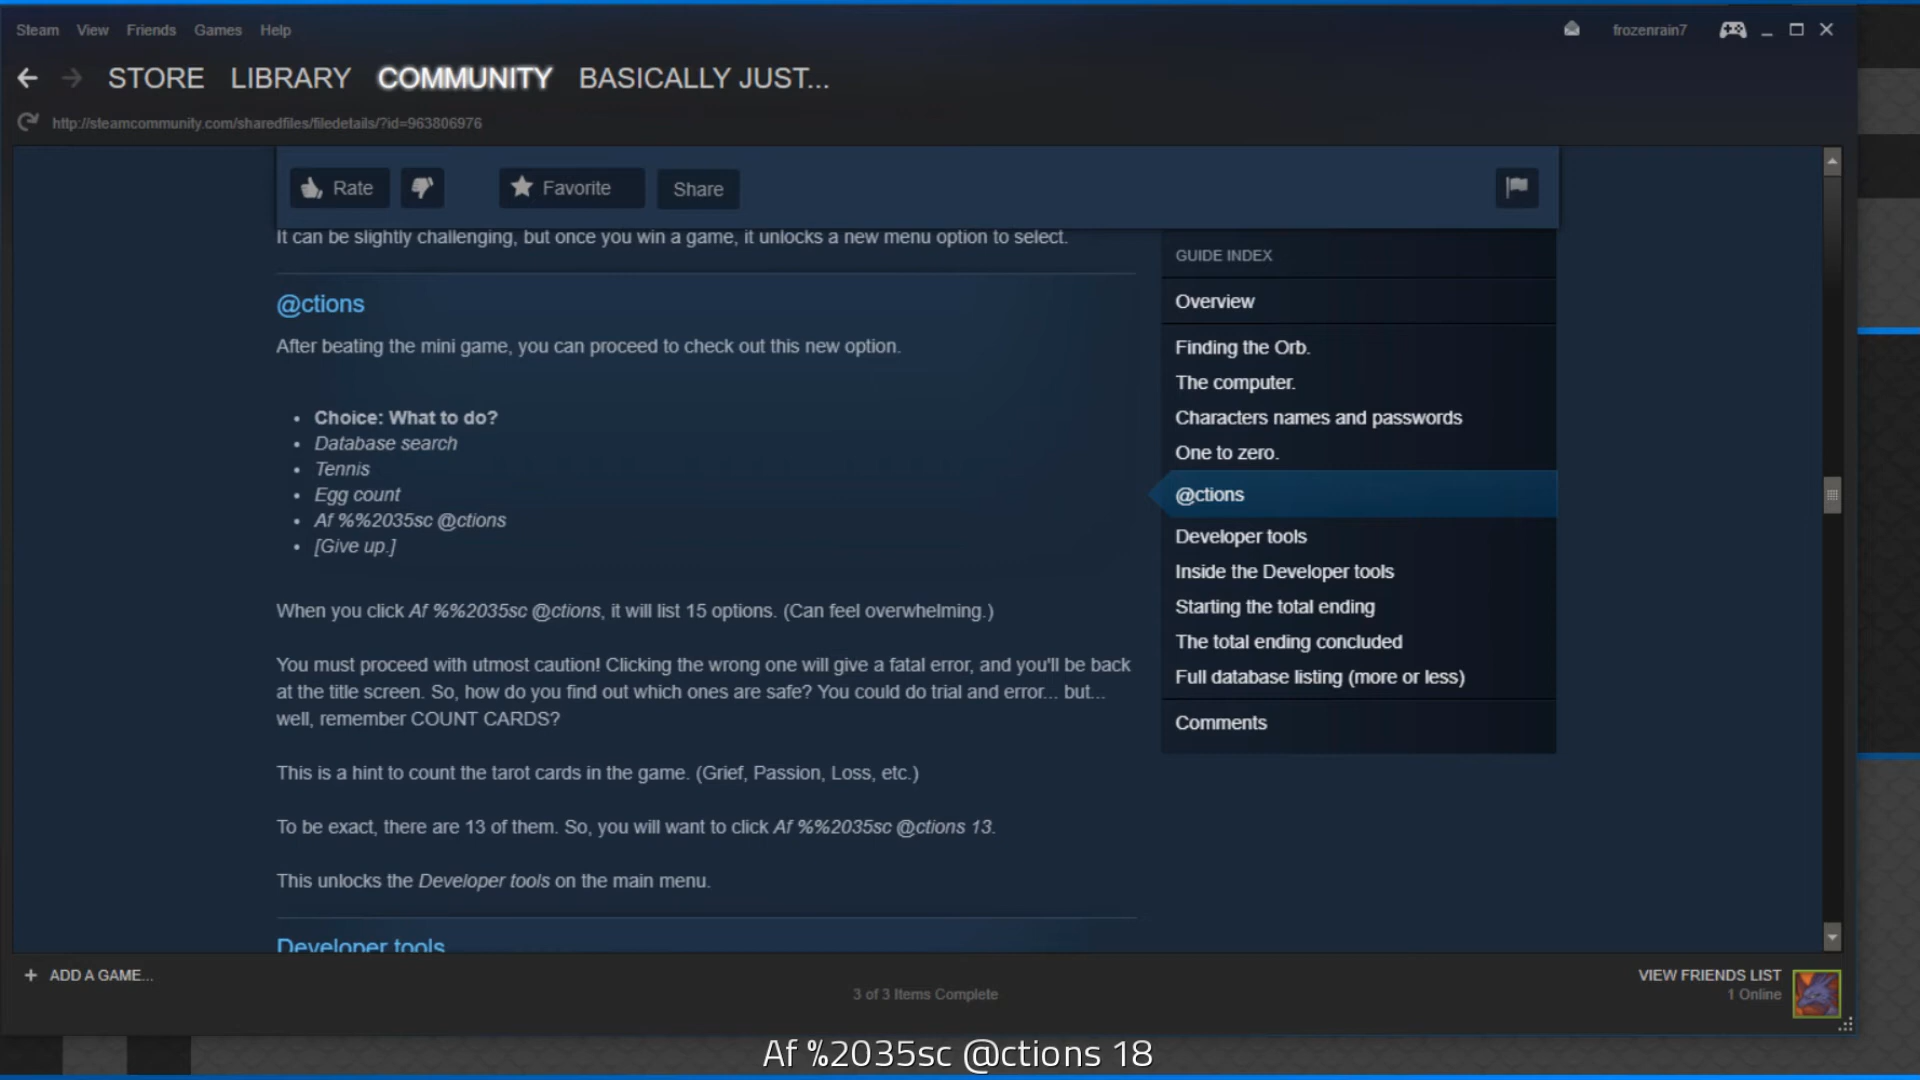 Steam View Friends Games Help
frozenrain7
STORE LIBRARY COMMUNITY BASICALLY JUST...
http://steamcommunity.com/sharedfiles/filedetails/?id=963806976
Rate
Favorite
Share
It can be slightly challenging, but once you win a game, it unlocks a new menu option to select.
@ctions
After beating the mini game, you can proceed to check out this new option.
• Choice: What to do?
• Database search
• Tennis
• Egg count
• Af %%2035sc @ctions
• [Give up.]
When you click Af %%2035sc @ctions, it will list 15 options. (Can feel overwhelming.)
You must proceed with utmost caution! Clicking the wrong one will give a fatal error, and you'll be back
at the title screen. So, how do you find out which ones are safe? You could do trial and error... but...
well, remember COUNT CARDS?
This is a hint to count the tarot cards in the game. (Grief, Passion, Loss, etc.)
To be exact, there are 13 of them. So, you will want to click Af %%2035sc @ctions 13.
This unlocks the Developer tools on the main menu.
Developer tools
GUIDE INDEX
Overview
Finding the Orb.
The computer.
Characters names and passwords
One to zero.
@ctions
Developer tools
Inside the Developer tools
Starting the total ending
The total ending concluded
Full database listing (more or less)
Comments
+ ADD A GAME...
3 of 3 Items Complete
VIEW FRIENDS LIST
1 Online
Af %2035sc @ctions 18